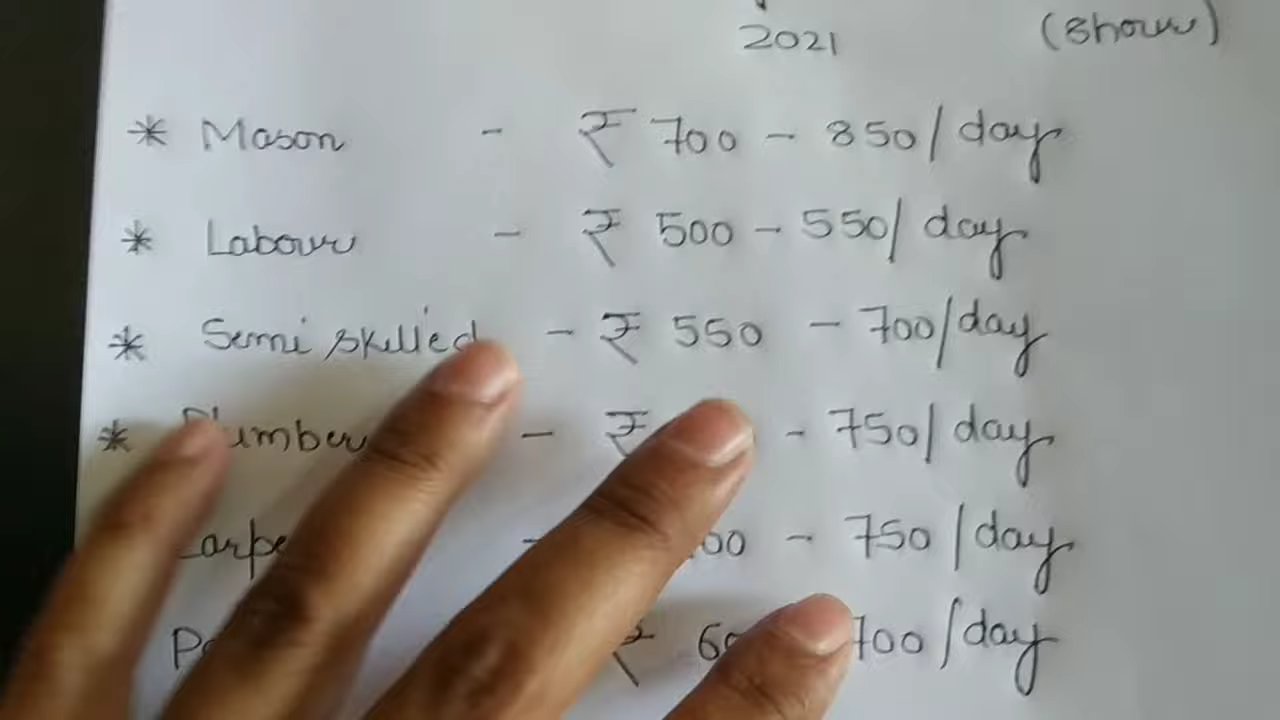 2021 (8hour)
* Mason - ₹ 700 - 850/day
* Labour - ₹ 500 - 550/day
* Semi skilled - ₹ 550 - 700/day
* Plumber - ₹ - 750/day
- - 750/day
₹ 700/day